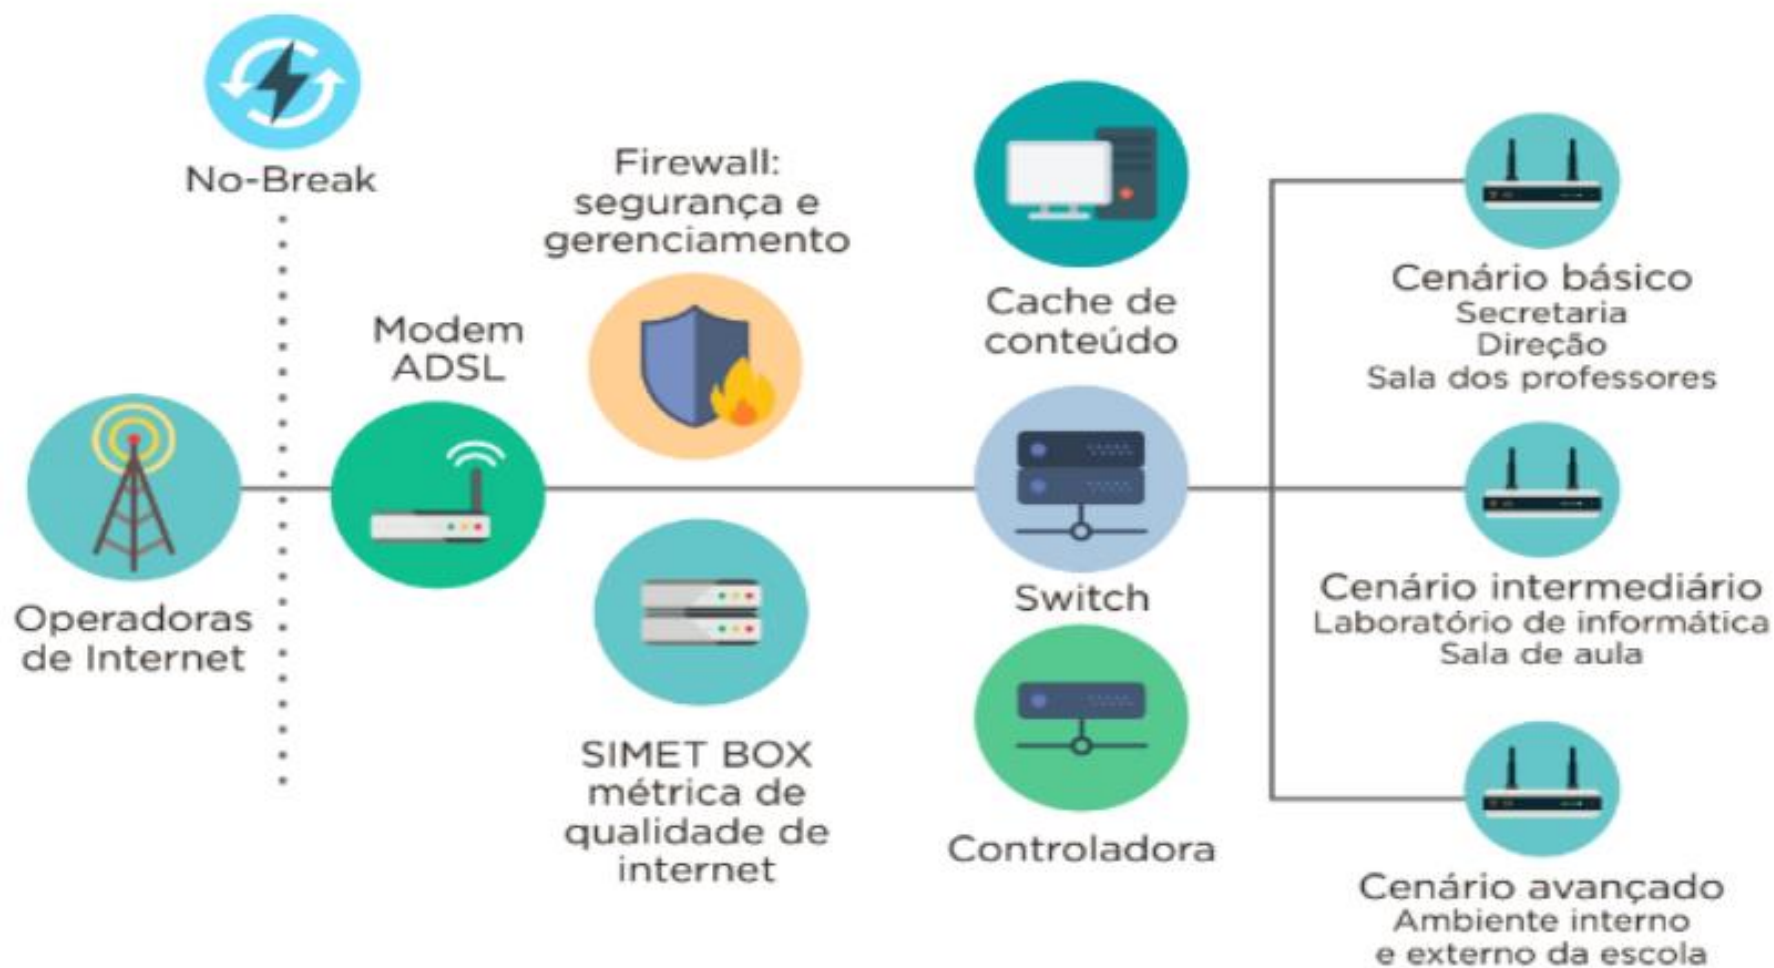 No-Break
Operadoras
de Internet
Modem
ADSL
Firewall:
segurança e
gerenciamento
SIMET BOX
métrica de
qualidade de
internet
Cache de
conteúdo
Switch
Controladora
Cenário básico
Secretaria
Direção
Sala dos professores
Cenário intermediário
Laboratório de informática
Sala de aula
Cenário avançado
Ambiente interno
e externo da escola